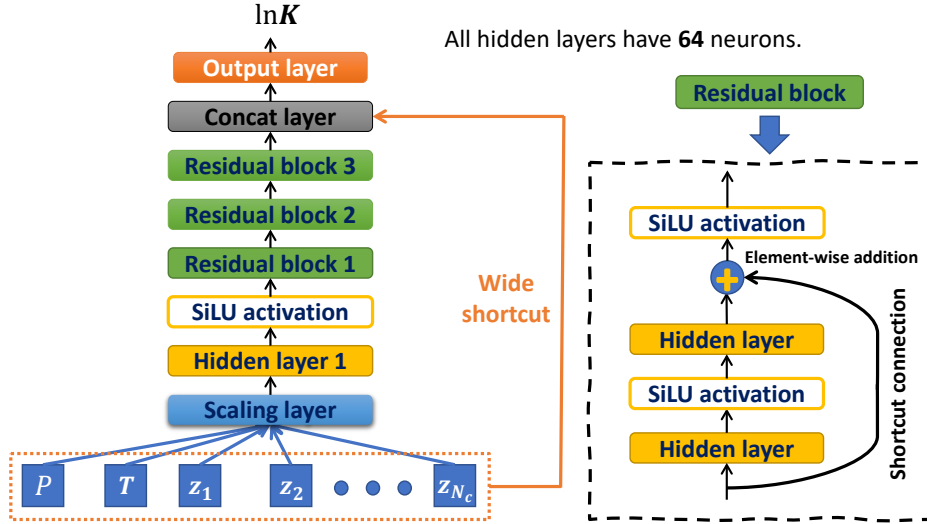 lnK
All hidden layers have 64 neurons.
Output layer
Concat layer
Residual block 3
Residual block 2
Residual block 1
SiLU activation
Hidden layer 1
Scaling layer
Wide
shortcut
P T z₁ z₂ z_{N_c}
Residual block
SiLU activation
Element-wise addition
+
Hidden layer
SiLU activation
Hidden layer
Shortcut connection